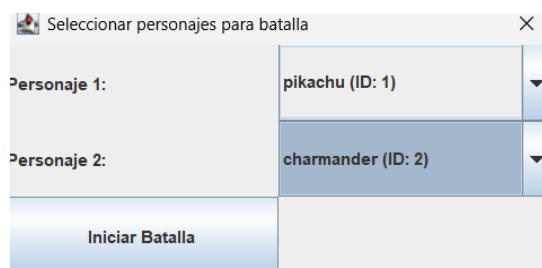 Seleccionar personajes para batalla
Personaje 1:
pikachu (ID: 1)
Personaje 2:
charmander (ID: 2)
Iniciar Batalla